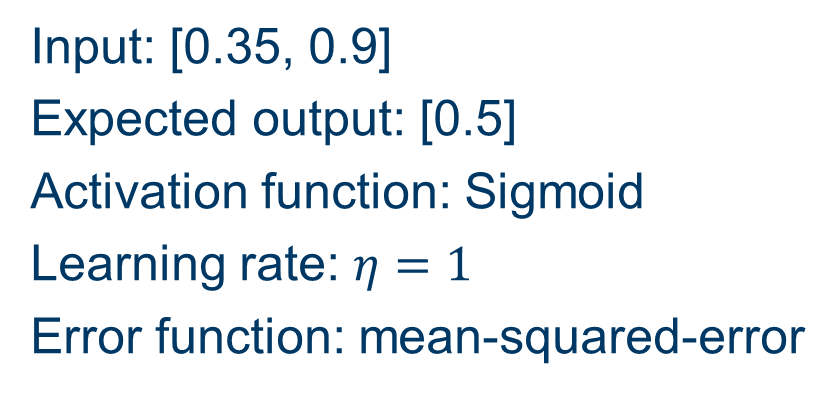 Input: [0.35, 0.9]
Expected output: [0.5]
Activation function: Sigmoid
Learning rate: η = 1
Error function: mean-squared-error